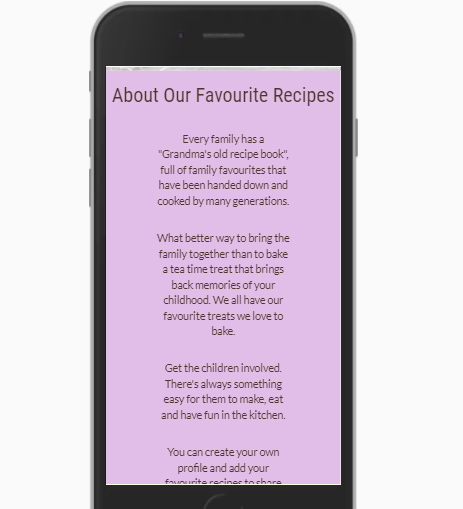 About Our Favourite Recipes
Every family has a
"Grandma's old recipe book",
full of family favourites that
have been handed down and
cooked by many generations.
What better way to bring the
family together than to bake
a tea time treat that brings
back memories of your
childhood. We all have our
favourite treats we love to
bake.
Get the children involved.
There's always something
easy for them to make, eat
and have fun in the kitchen.
You can create your own
profile and add your
favourite recipes to share